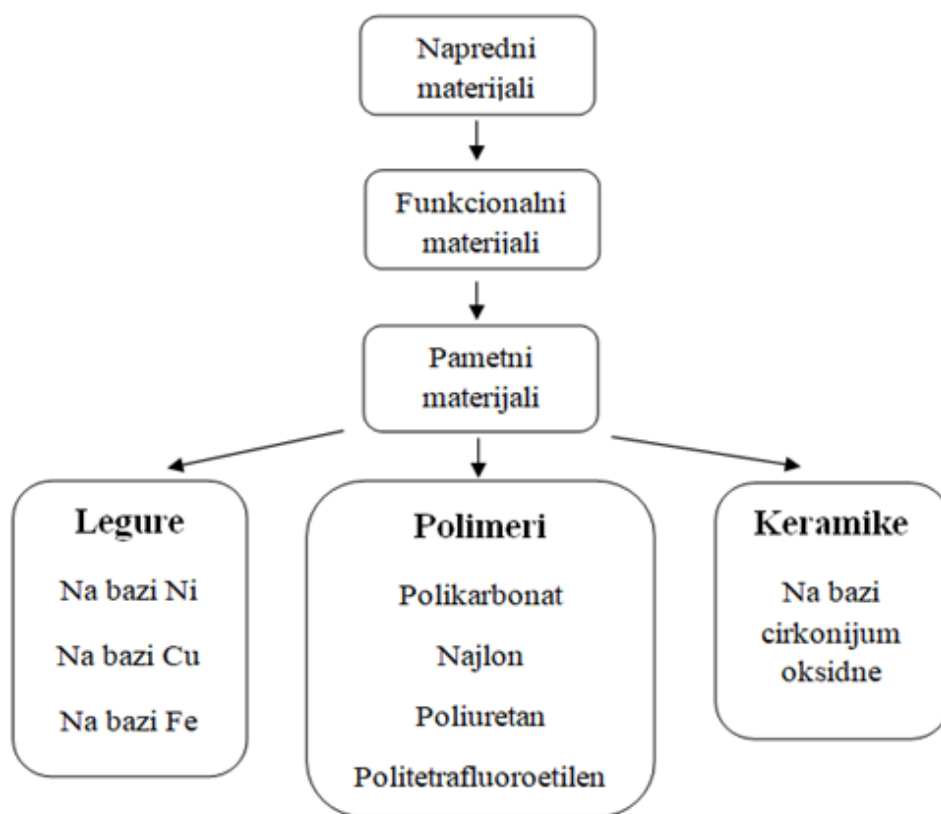 Napredni
materijali
Funkcionalni
materijali
Pametni
materijali
Legure
Na bazi Ni
Na bazi Cu
Na bazi Fe
Polimeri
Polikarbonat
Najlon
Poliuretan
Politetrafluoroetilen
Keramike
Na bazi
cirkonijum
oksidne